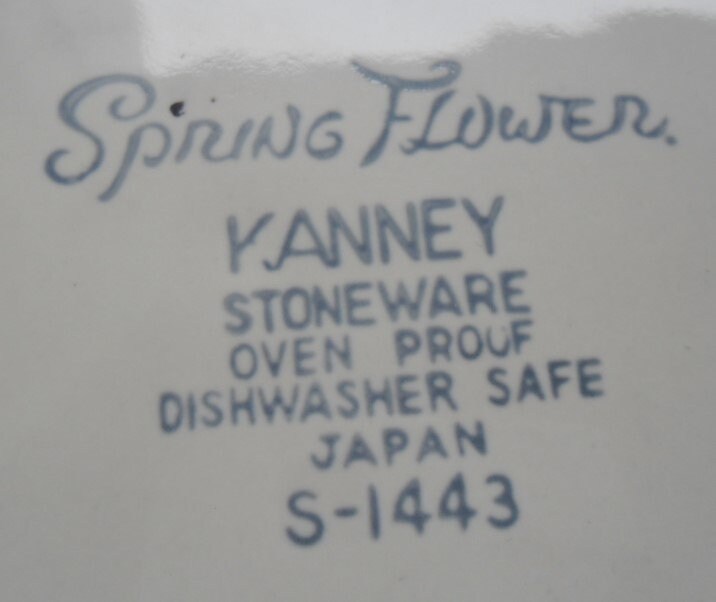 Spring Flower.
YANNEY
STONEWARE
OVEN PROOF
DISHWASHER SAFE
JAPAN
S-1443